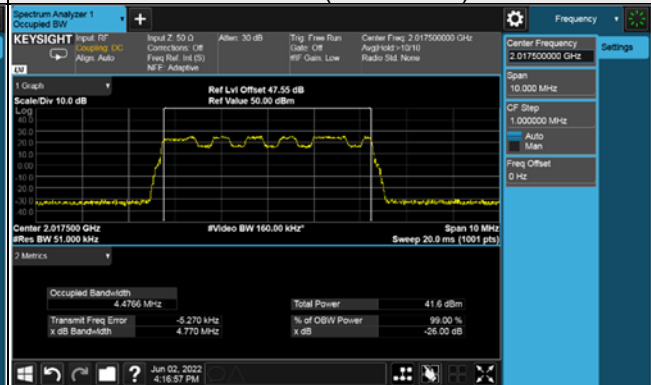 Spectrum Analyzer 1
Occupied BW
+
Frequency
KEYSIGHT Input: RF
Coupling: DC
Align: Auto
Input Z: 50 Ω
Corrections: Off
Freq Ref: Int (S)
NFE: Adaptive
Atten: 30 dB
Trig: Free Run
Gate: Off
#IF Gain: Low
Center Freq: 2.017500000 GHz
Avg|Hold:>10/10
Radio Std: None
LXI
Center Frequency
2.017500000 GHz
Settings
Span
10.000 MHz
CF Step
1.000000 MHz
Auto
Man
Freq Offset
0 Hz
1 Graph
Scale/Div 10.0 dB
Ref Lvl Offset 47.55 dB
Ref Value 50.00 dBm
Log
40.0
30.0
20.0
10.0
0.00
-10.0
-20.0
-30.0
-40.0
Center 2.017500 GHz
#Res BW 51.000 kHz
#Video BW 160.00 kHz*
Span 10 MHz
Sweep 20.0 ms (1001 pts)
2 Metrics
Occupied Bandwidth
4.4766 MHz
Total Power 41.6 dBm
Transmit Freq Error -5.270 kHz
% of OBW Power 99.00 %
x dB Bandwidth 4.770 MHz
x dB -26.00 dB
?
Jun 02, 2022
4:16:57 PM